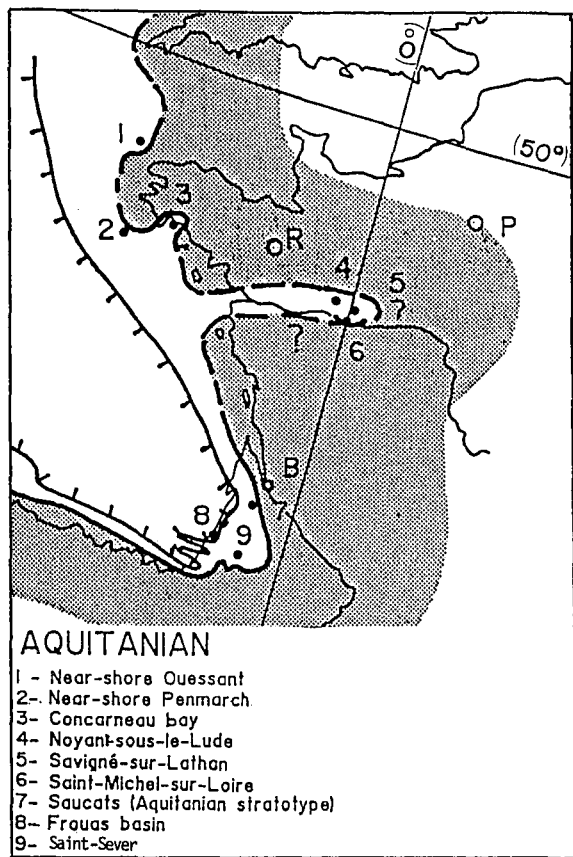 (0°)
(50°)
1
2
3
R
P
4
5
?
6
?
B
7
8
9
AQUITANIAN
1 - Near-shore Ouessant
2-. Near-shore Penmarch
3- Concarneau bay
4- Noyant-sous-le-Lude
5- Savigné-sur-Lathan
6- Saint-Michel-sur-Loire
7- Saucats (Aquitanian stratotype)
8- Frouas basin
9- Saint-Sever